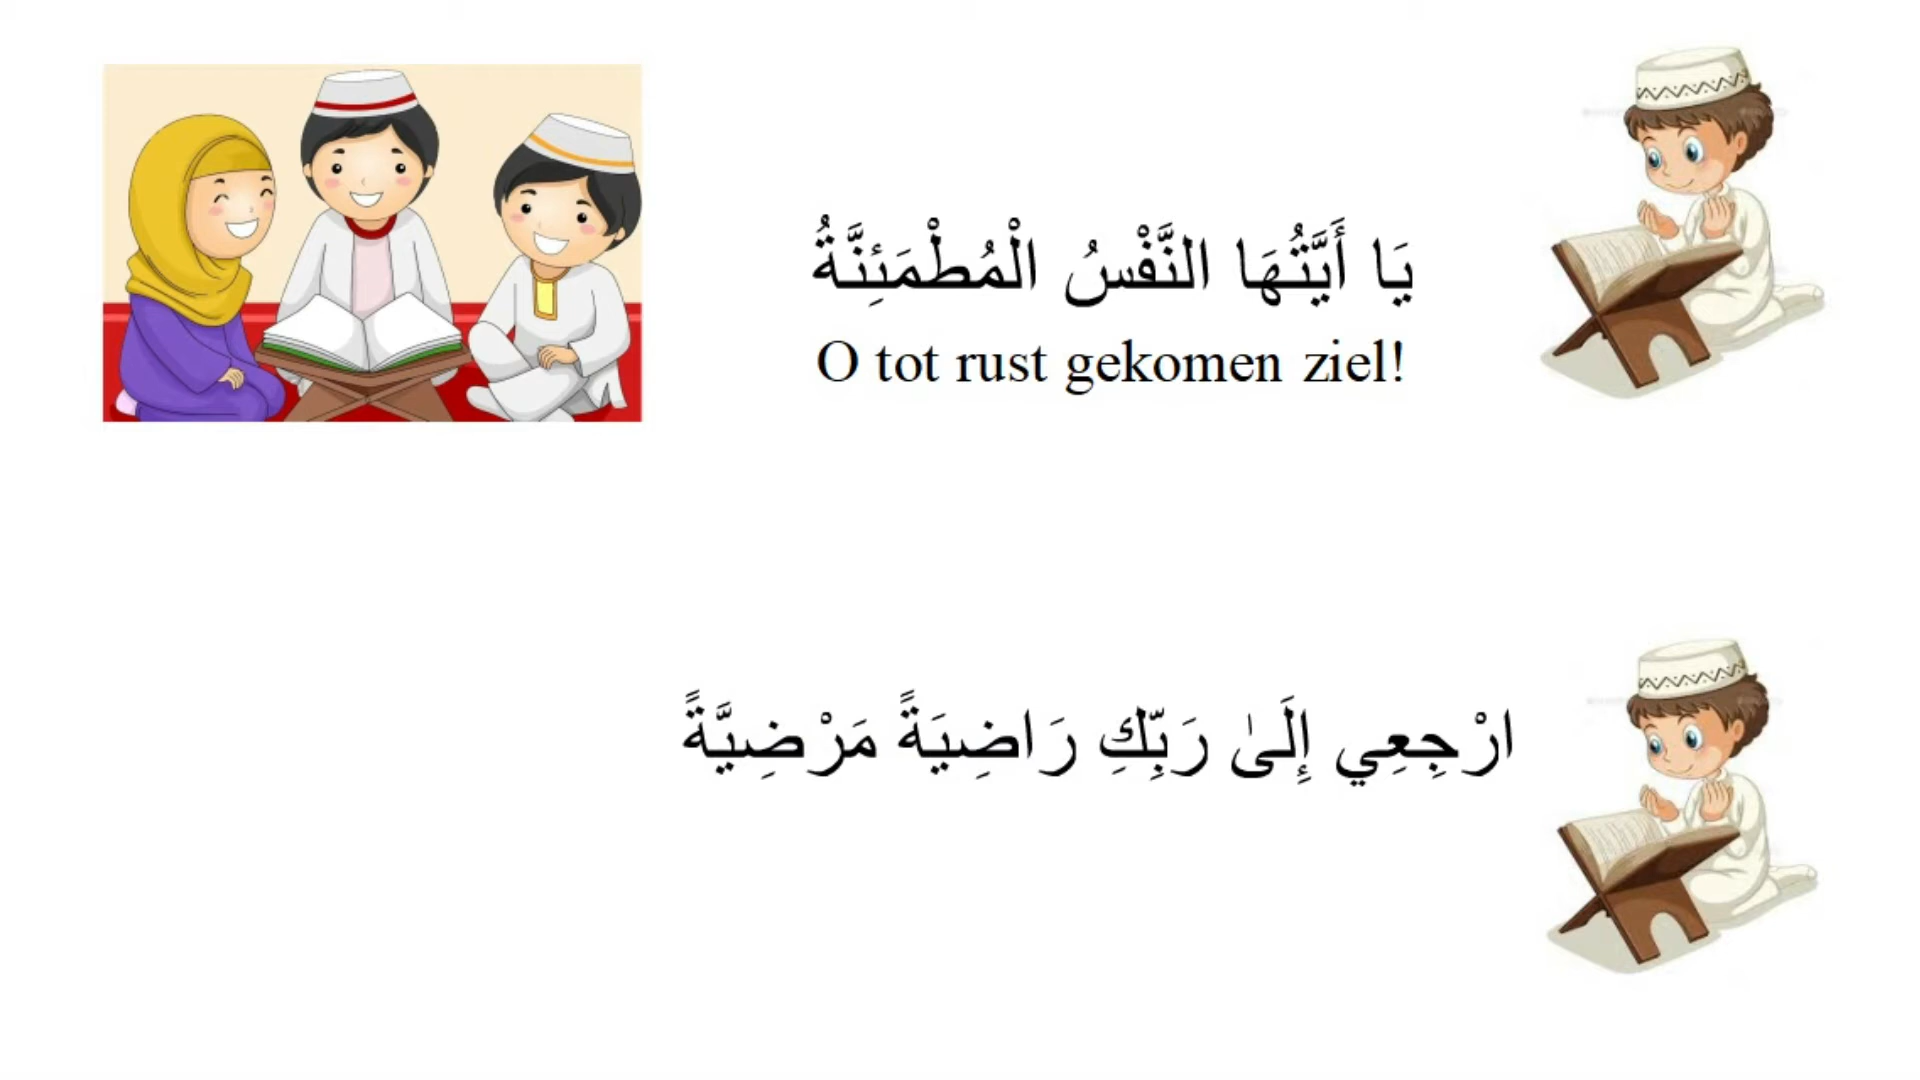 يَا أَيَّتُهَا النَّفْسُ الْمُطْمَئِنَّةُ
O tot rust gekomen ziel!
ارْجِعِي إِلَىٰ رَبِّكِ رَاضِيَةً مَرْضِيَّةً